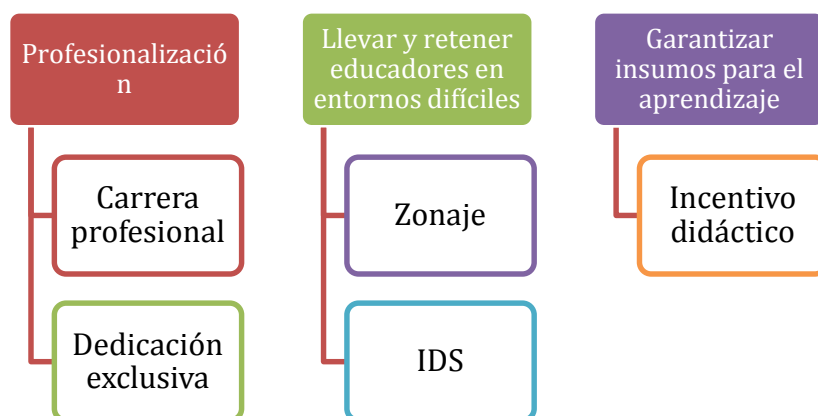 Profesionalizació
n
Carrera
profesional
Dedicación
exclusiva
Llevar y retener
educadores en
entornos difíciles
Zonaje
IDS
Garantizar
insumos para el
aprendizaje
Incentivo
didáctico